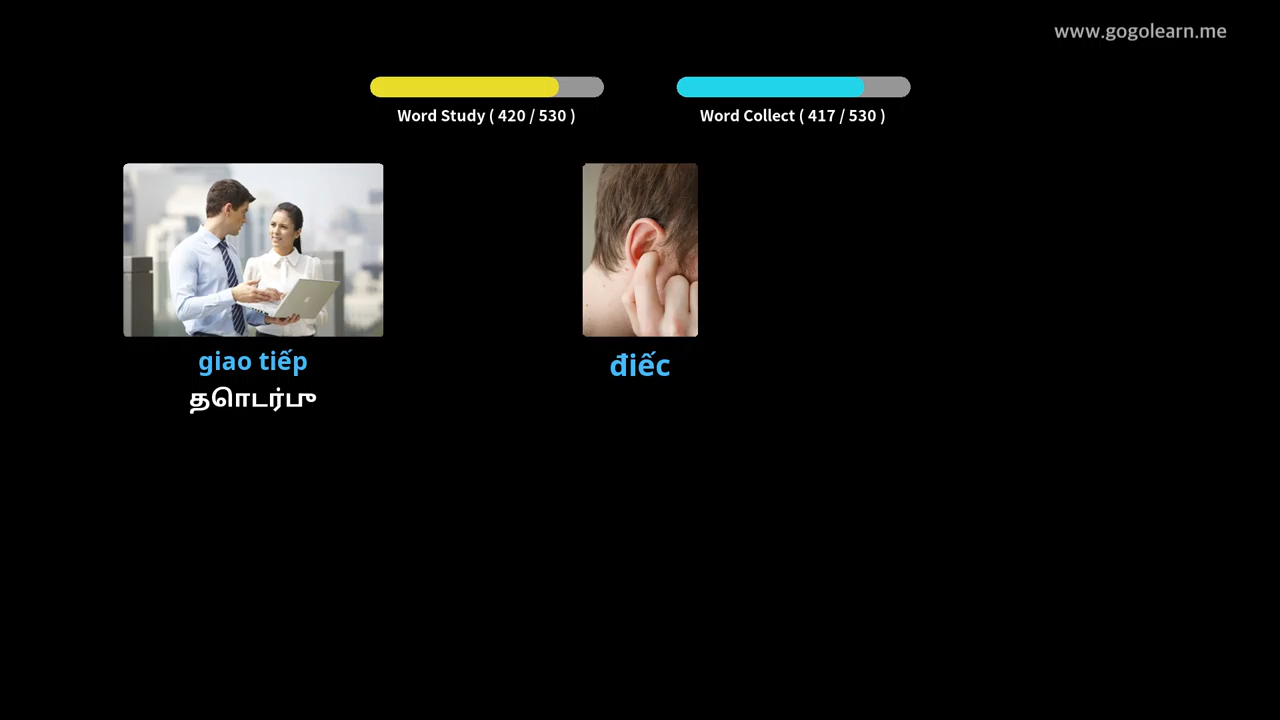 www.gogolearn.me
Word Study ( 420 / 530 )
Word Collect ( 417 / 530 )
giao tiếp
தொடர்பு
điếc